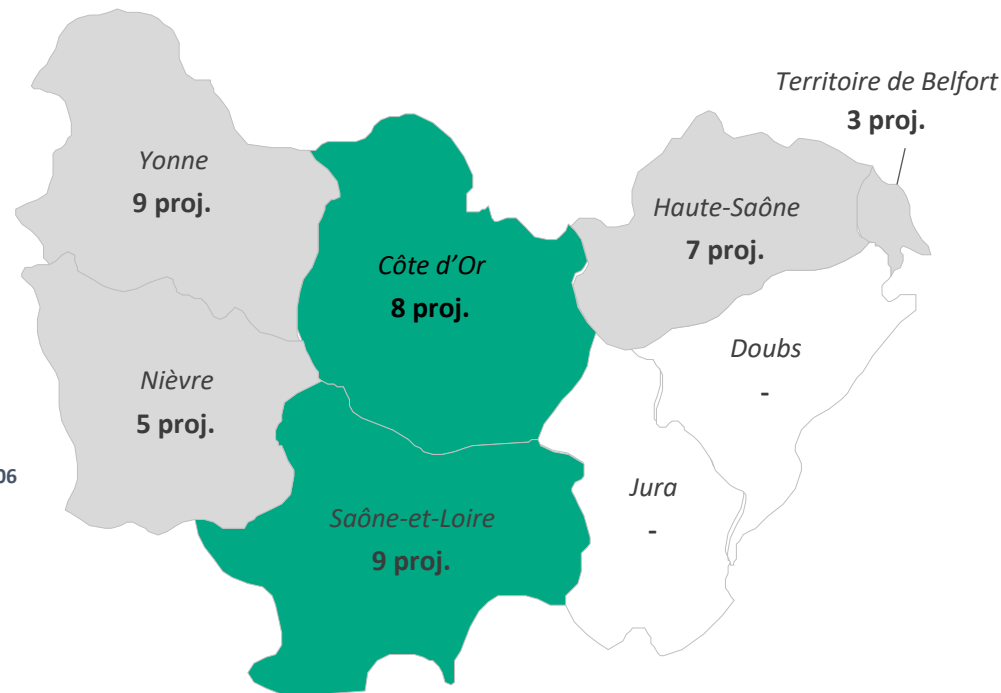 Territoire de Belfort
3 proj.
Yonne
9 proj.
Haute-Saône
7 proj.
Côte d’Or
8 proj.
Doubs
-
Nièvre
5 proj.
06
Jura
-
Saône-et-Loire
9 proj.